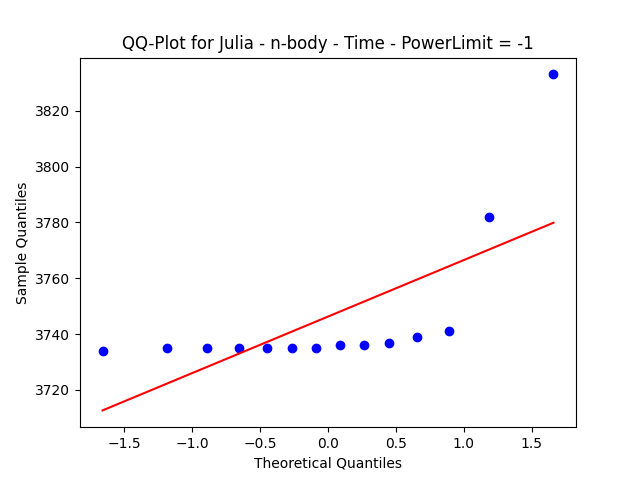 QQ-Plot for Julia - n-body - Time - PowerLimit = -1
3820
3800
3780
3760
3740
3720
Sample Quantiles
−1.5 −1.0 −0.5 0.0 0.5 1.0 1.5
Theoretical Quantiles